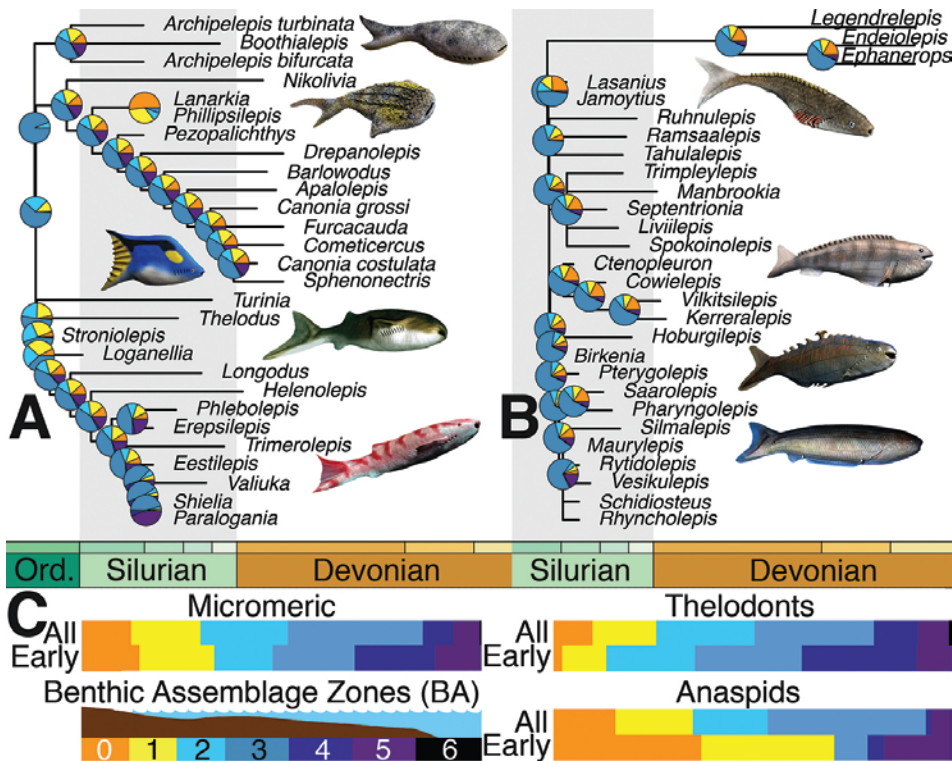 Archipelepis turbinata
Boothialepis
Archipelepis bifurcata
Nikolivia
Lanarkia
Phillipsilepis
Pezopalichthys
Drepanolepis
Barlowodus
Apalolepis
Canonia grossi
Furcacauda
Cometicercus
Canonia costulata
Sphenonectris
Turinia
Thelodus
Stroniolepis
Loganellia
Longodus
Helenolepis
Phlebolepis
Erepsilepis
Trimerolepis
Eestilepis
Valiuka
Shielia
Paralogania
A
Legendrelepis
Endeiolepis
Ephanerops
Lasanius
Jamoytius
Ruhnulepis
Ramsaalepis
Tahulalepis
Trimpleylepis
Manbrookia
Septentrionia
Liviilepis
Spokoinolepis
Ctenopleuron
Cowielepis
Vilkitsilepis
Kerreralepis
Hoburgilepis
Birkenia
Pterygolepis
Saarolepis
Pharyngolepis
Silmalepis
Maurylepis
Rytidolepis
Vesikulepis
Schidiosteus
Rhyncholepis
B
Ord. Silurian Devonian
Silurian Devonian
C
Micromeric
All
Early
Thelodonts
All
Early
Benthic Assemblage Zones (BA)
0 1 2 3 4 5 6
Anaspids
All
Early